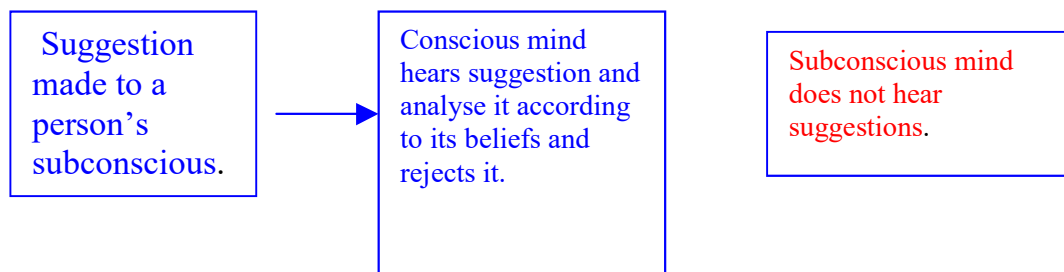 Suggestion
made to a
person's
subconscious.
Conscious mind
hears suggestion and
analyse it according
to its beliefs and
rejects it.
Subconscious mind
does not hear
suggestions.